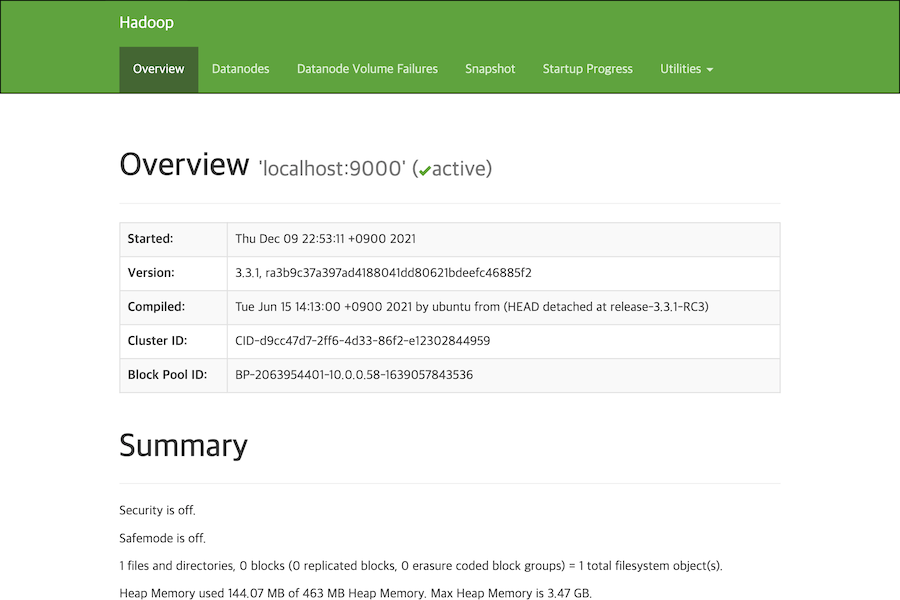 Hadoop
Overview Datanodes Datanode Volume Failures Snapshot Startup Progress Utilities
Overview 'localhost:9000' (✔active)
Started: Thu Dec 09 22:53:11 +0900 2021
Version: 3.3.1, ra3b9c37a397ad4188041dd80621bdeefc46885f2
Compiled: Tue Jun 15 14:13:00 +0900 2021 by ubuntu from (HEAD detached at release-3.3.1-RC3)
Cluster ID: CID-d9cc47d7-2ff6-4d33-86f2-e12302844959
Block Pool ID: BP-2063954401-10.0.0.58-1639057843536
Summary
Security is off.
Safemode is off.
1 files and directories, 0 blocks (0 replicated blocks, 0 erasure coded block groups) = 1 total filesystem object(s).
Heap Memory used 144.07 MB of 463 MB Heap Memory. Max Heap Memory is 3.47 GB.